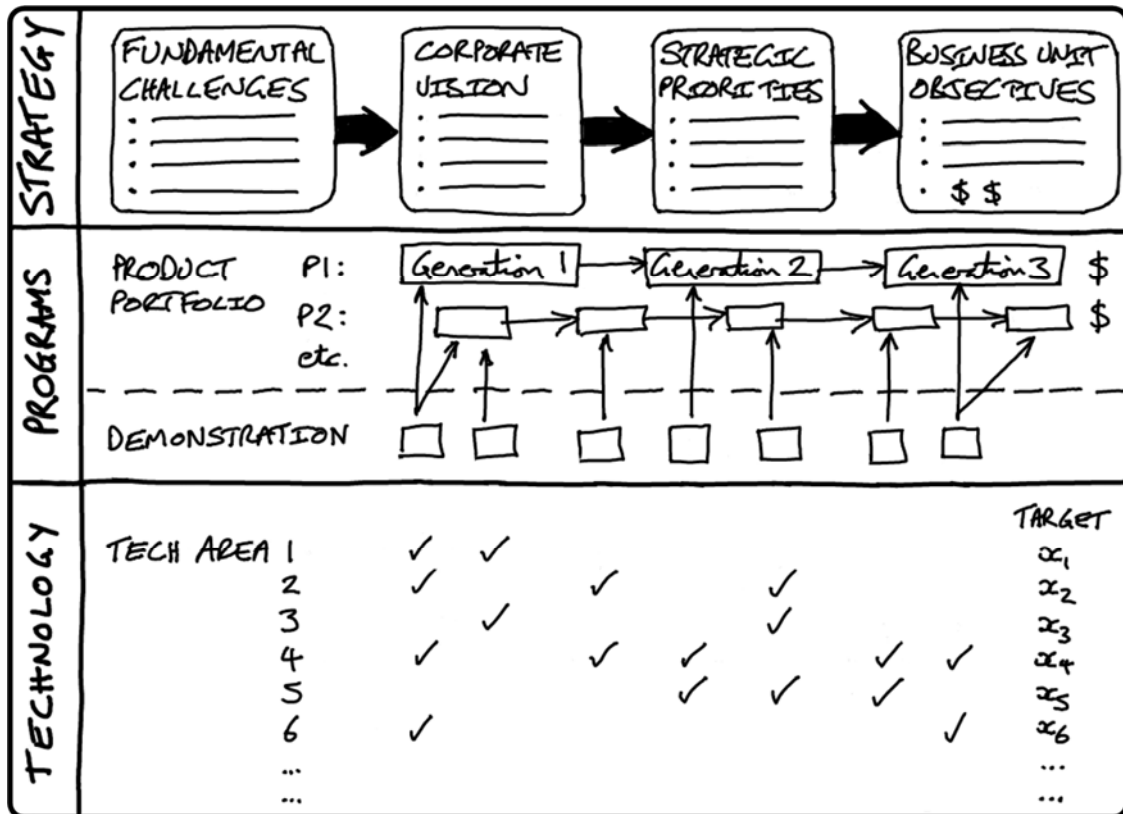 STRATEGY
FUNDAMENTAL
CHALLENGES
CORPORATE
VISION
STRATEGIC
PRIORITIES
BUSINESS UNIT
OBJECTIVES
$ $
PROGRAMS
PRODUCT
PORTFOLIO
P1:
Generation 1
Generation 2
Generation 3
$
P2:
$
etc.
DEMONSTRATION
TECHNOLOGY
TARGET
TECH AREA 1 ✓ ✓ x₁
2 ✓ ✓ ✓ x₂
3 ✓ ✓ x₃
4 ✓ ✓ ✓ ✓ ✓ x₄
5 ✓ ✓ ✓ x₅
6 ✓ ✓ x₆
... ...
... ...